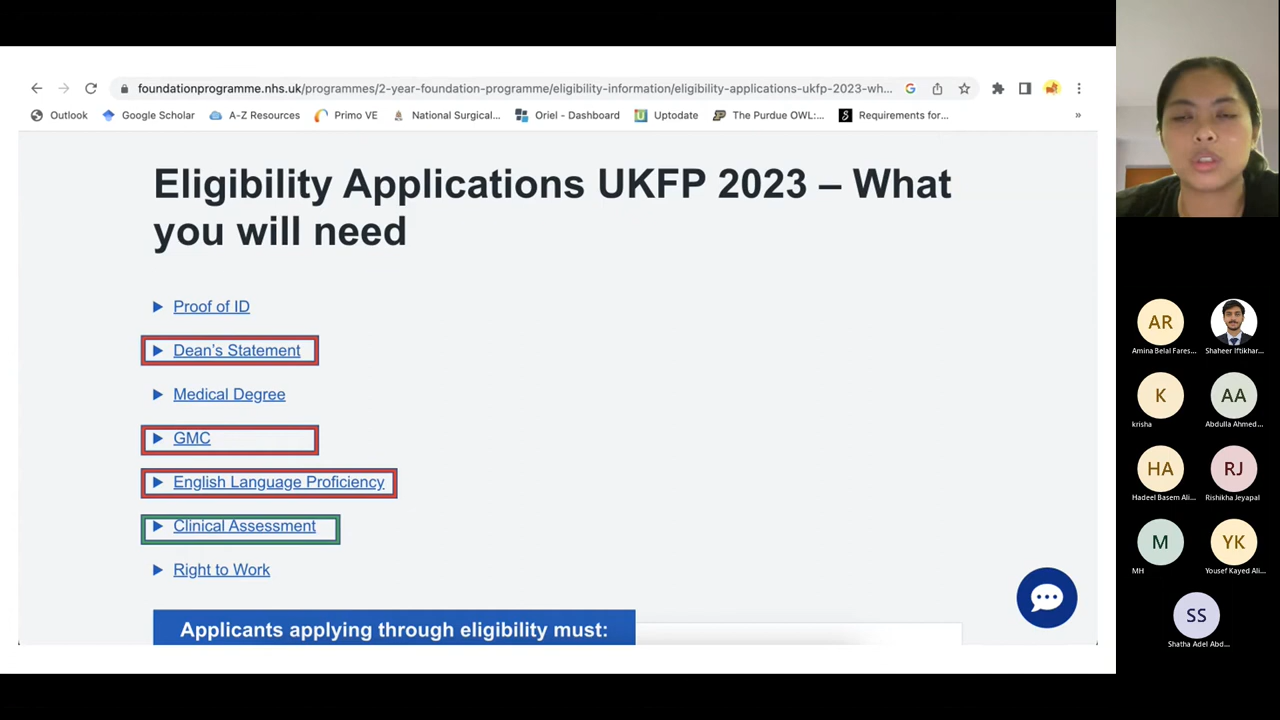 foundationprogramme.nhs.uk/programmes/2-year-foundation-programme/eligibility-information/eligibility-applications-ukfp-2023-wh...
Outlook
Google Scholar
A-Z Resources
Primo VE
National Surgical...
Oriel - Dashboard
Uptodate
The Purdue OWL:...
Requirements for...
»
Eligibility Applications UKFP 2023 – What
you will need
Proof of ID
Dean's Statement
Medical Degree
GMC
English Language Proficiency
Clinical Assessment
Right to Work
Applicants applying through eligibility must:
AR
Amina Belal Fares...
Shaheer Iftikhar...
K
krisha
AA
Abdulla Ahmed...
HA
Hadeel Basem Ali...
RJ
Rishikha Jeyapal
M
MH
YK
Yousef Kayed Ali...
SS
Shatha Adel Abd...